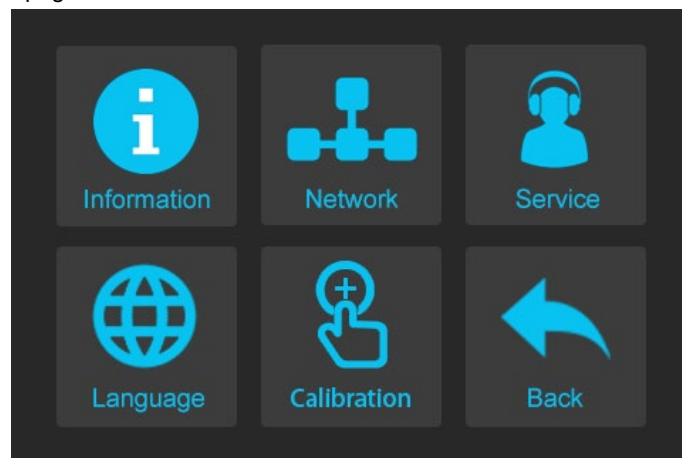 Information
Network
Service
Language
Calibration
Back